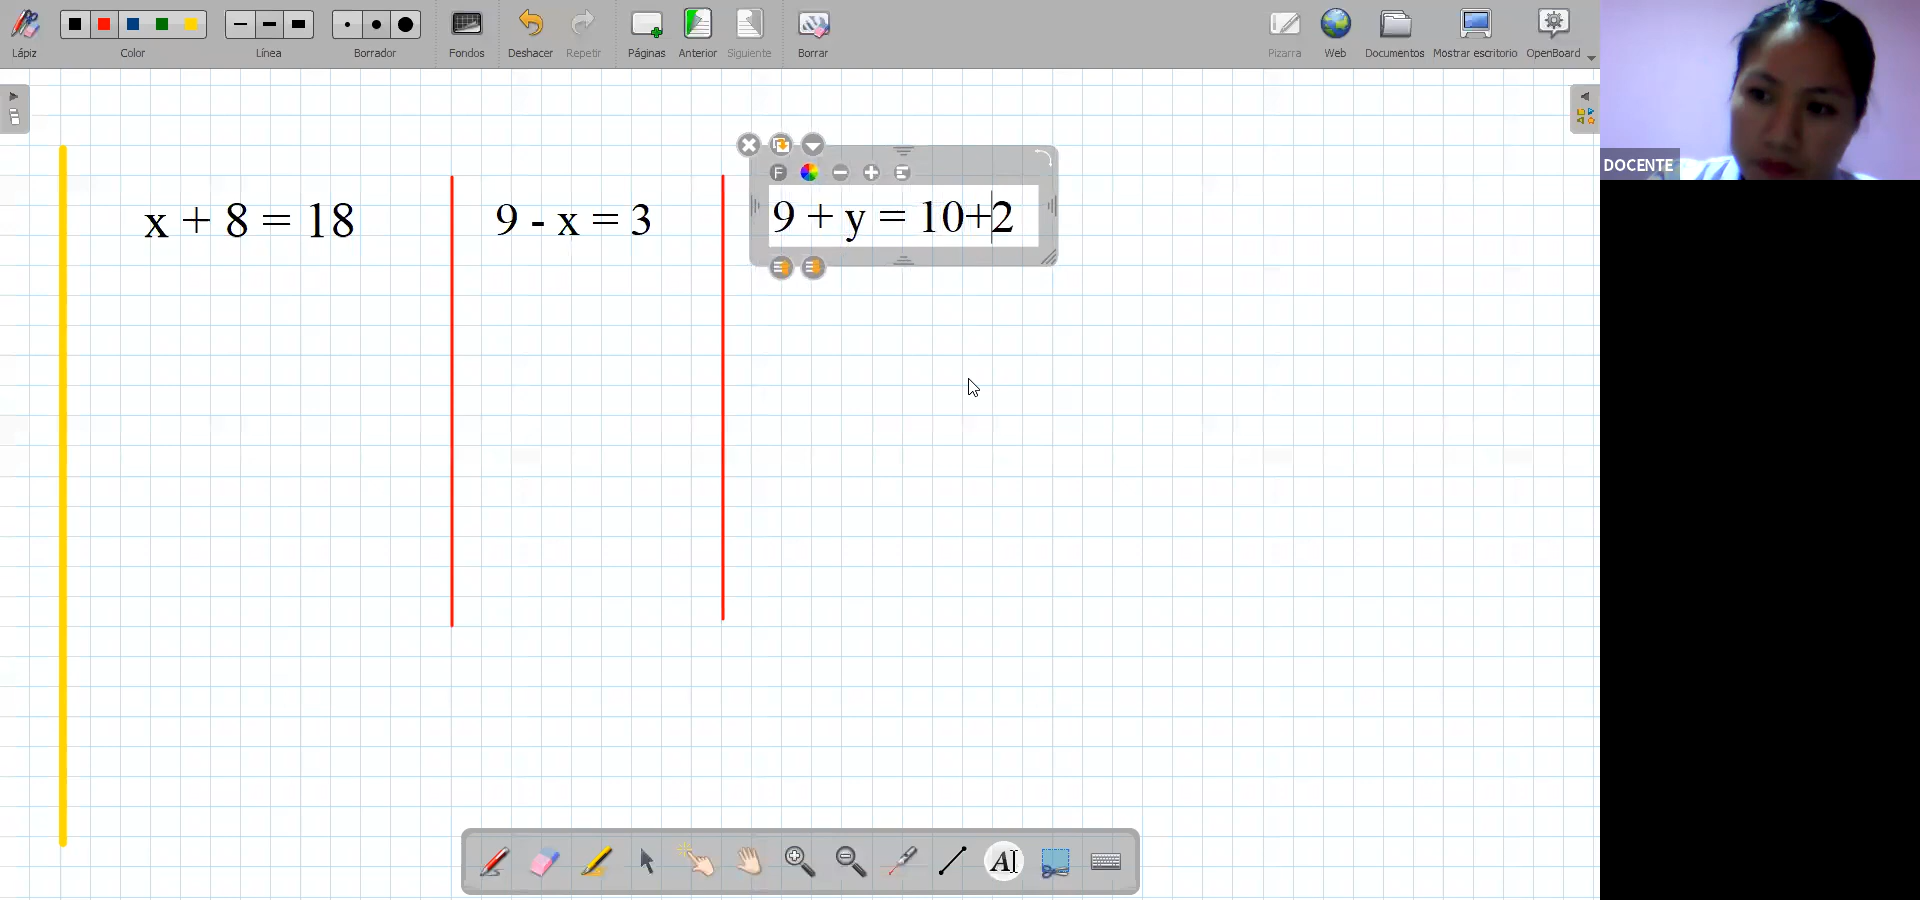 Lápiz
Color
Línea
Borrador
Fondos
Deshacer
Repetir
Páginas
Anterior
Siguiente
Borrar
Pizarra
Web
Documentos
Mostrar escritorio
OpenBoard
DOCENTE
x + 8 = 18
9 - x = 3
F
9 + y = 10+2
A